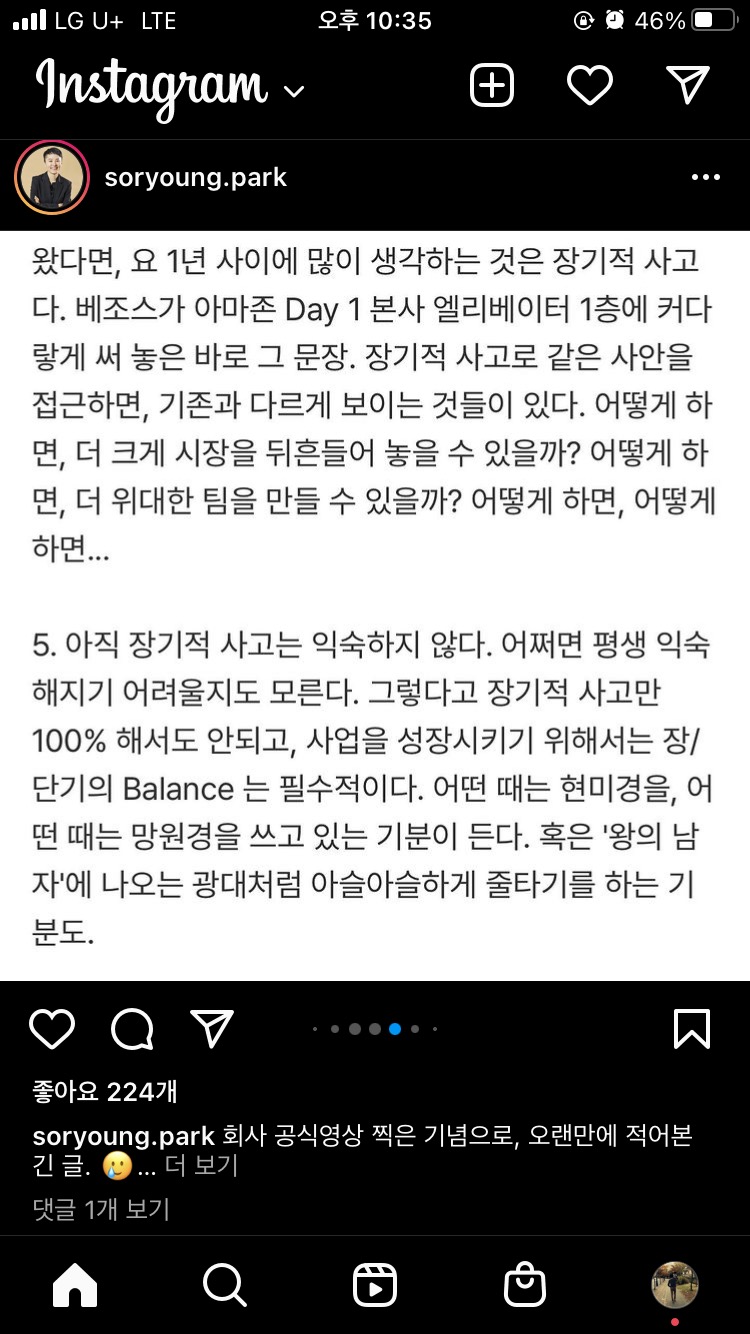 LG U+ LTE 오후 10:35 46%
Instagram
soryoung.park
왔다면, 요 1년 사이에 많이 생각하는 것은 장기적 사고
다. 베조스가 아마존 Day 1 본사 엘리베이터 1층에 커다
랗게 써 놓은 바로 그 문장. 장기적 사고로 같은 사안을
접근하면, 기존과 다르게 보이는 것들이 있다. 어떻게 하
면, 더 크게 시장을 뒤흔들어 놓을 수 있을까? 어떻게 하
면, 더 위대한 팀을 만들 수 있을까? 어떻게 하면, 어떻게
하면...
5. 아직 장기적 사고는 익숙하지 않다. 어쩌면 평생 익숙
해지기 어려울지도 모른다. 그렇다고 장기적 사고만
100% 해서도 안되고, 사업을 성장시키기 위해서는 장/
단기의 Balance 는 필수적이다. 어떤 때는 현미경을, 어
떤 때는 망원경을 쓰고 있는 기분이 든다. 혹은 '왕의 남
자'에 나오는 광대처럼 아슬아슬하게 줄타기를 하는 기
분도.
좋아요 224개
soryoung.park 회사 공식영상 찍은 기념으로, 오랜만에 적어본
긴 글. 🥲... 더 보기
댓글 1개 보기